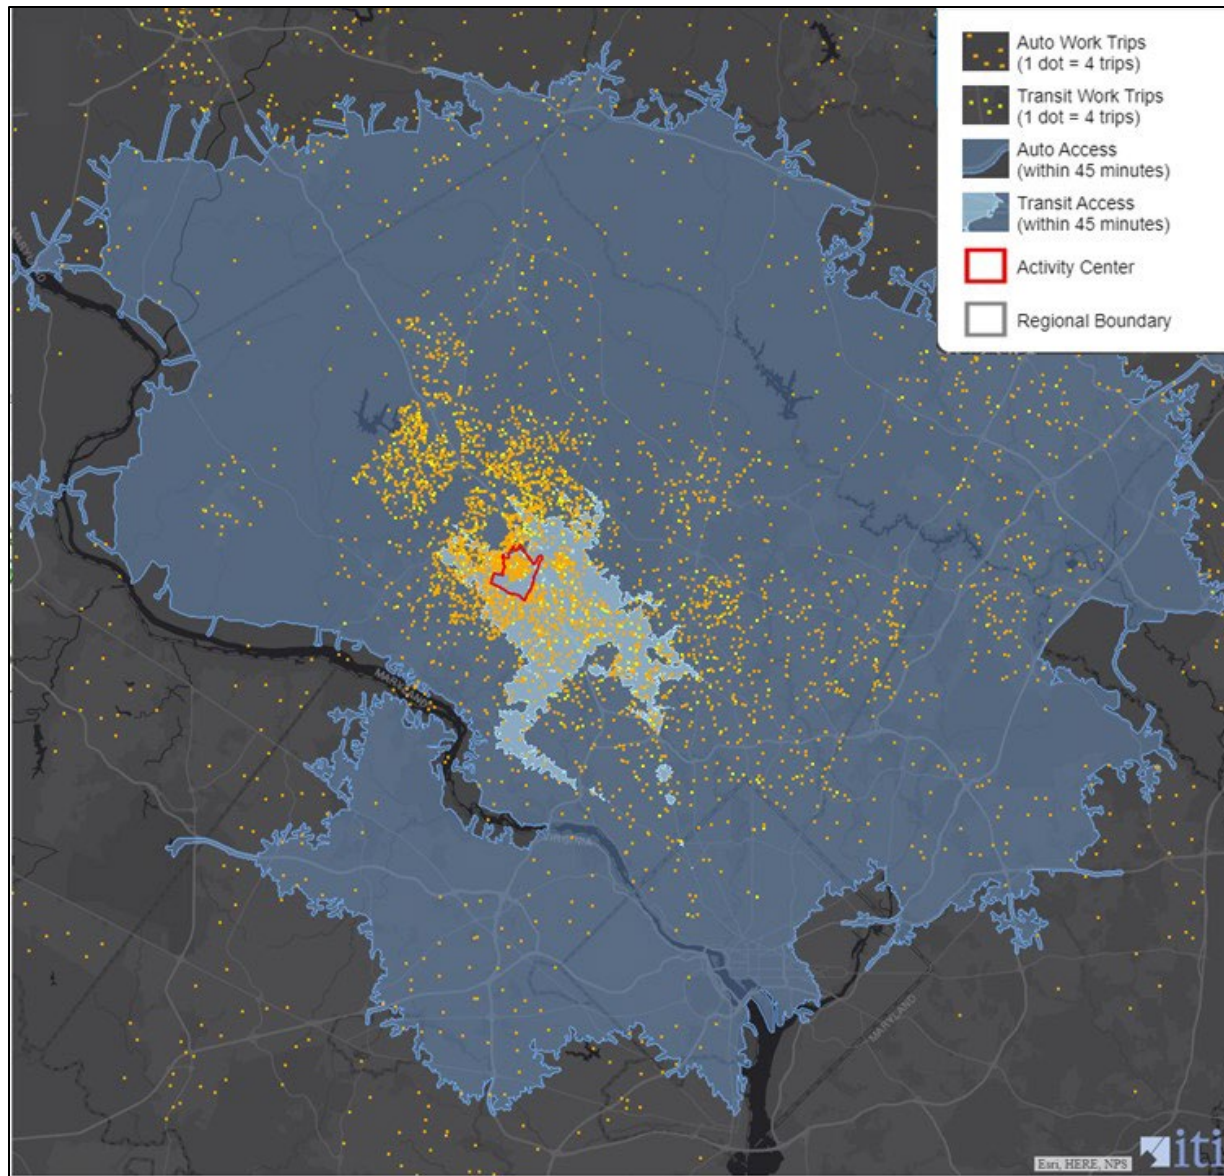 Auto Work Trips
(1 dot = 4 trips)
Transit Work Trips
(1 dot = 4 trips)
Auto Access
(within 45 minutes)
Transit Access
(within 45 minutes)
Activity Center
Regional Boundary
MARYLAND
Esri, HERE, NPS
iti